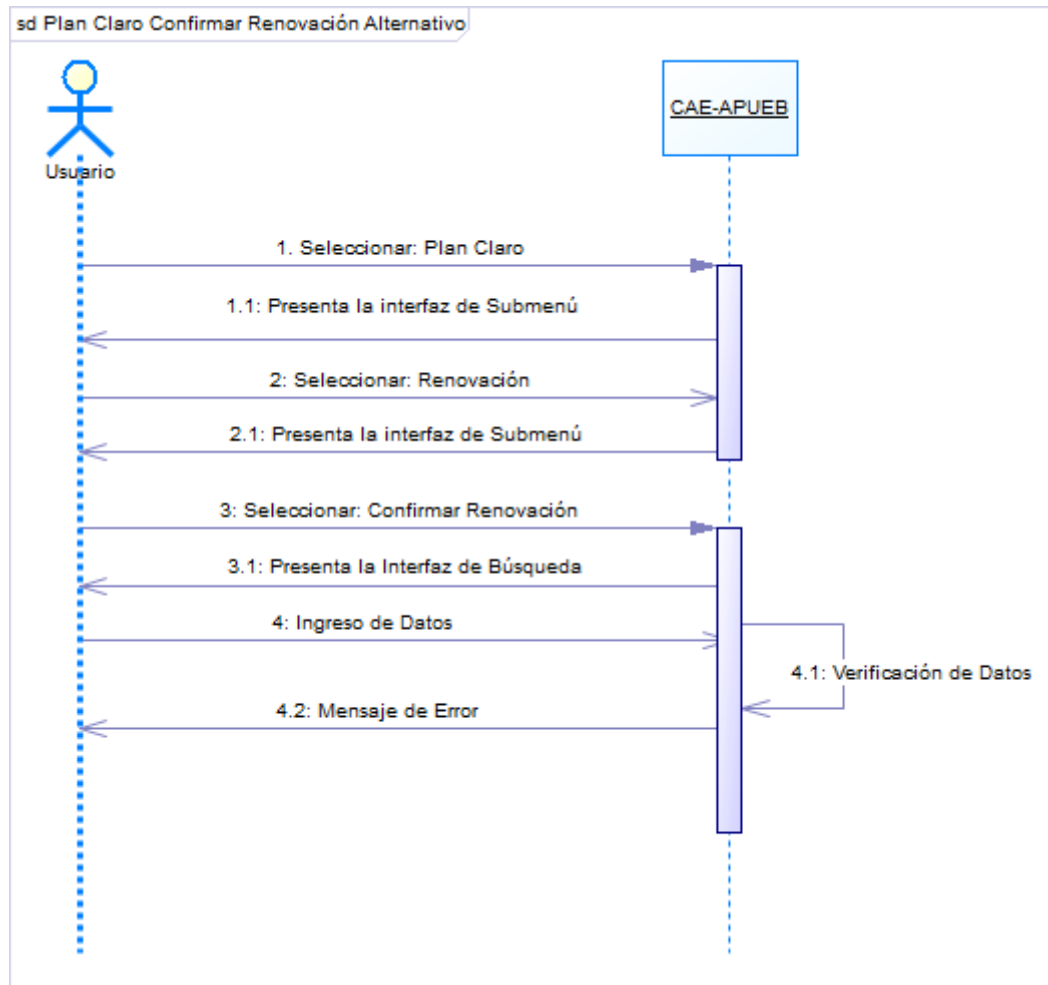 sd Plan Claro Confirmar Renovación Alternativo
CAE-APUEB
Usuario
1. Seleccionar: Plan Claro
1.1: Presenta la interfaz de Submenú
2: Seleccionar: Renovación
2.1: Presenta la interfaz de Submenú
3: Seleccionar: Confirmar Renovación
3.1: Presenta la Interfaz de Búsqueda
4: Ingreso de Datos
4.1: Verificación de Datos
4.2: Mensaje de Error